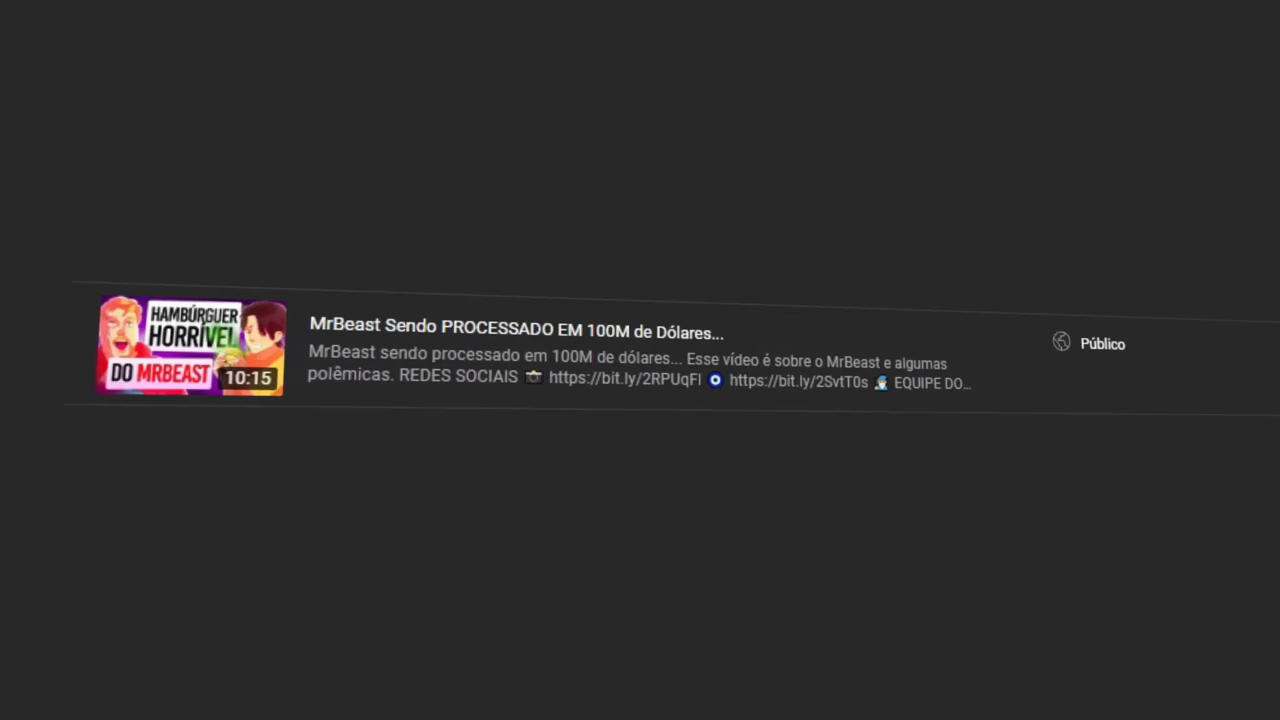 HAMBÚRGUER
HORRÍVEL
DO MRBEAST
10:15
MrBeast Sendo PROCESSADO EM 100M de Dólares...
MrBeast sendo processado em 100M de dólares... Esse vídeo é sobre o MrBeast e algumas
polêmicas. REDES SOCIAIS 📸 https://bit.ly/2RPUqFl 🧿 https://bit.ly/2SvtT0s 👨‍🎨 EQUIPE DO...
Público